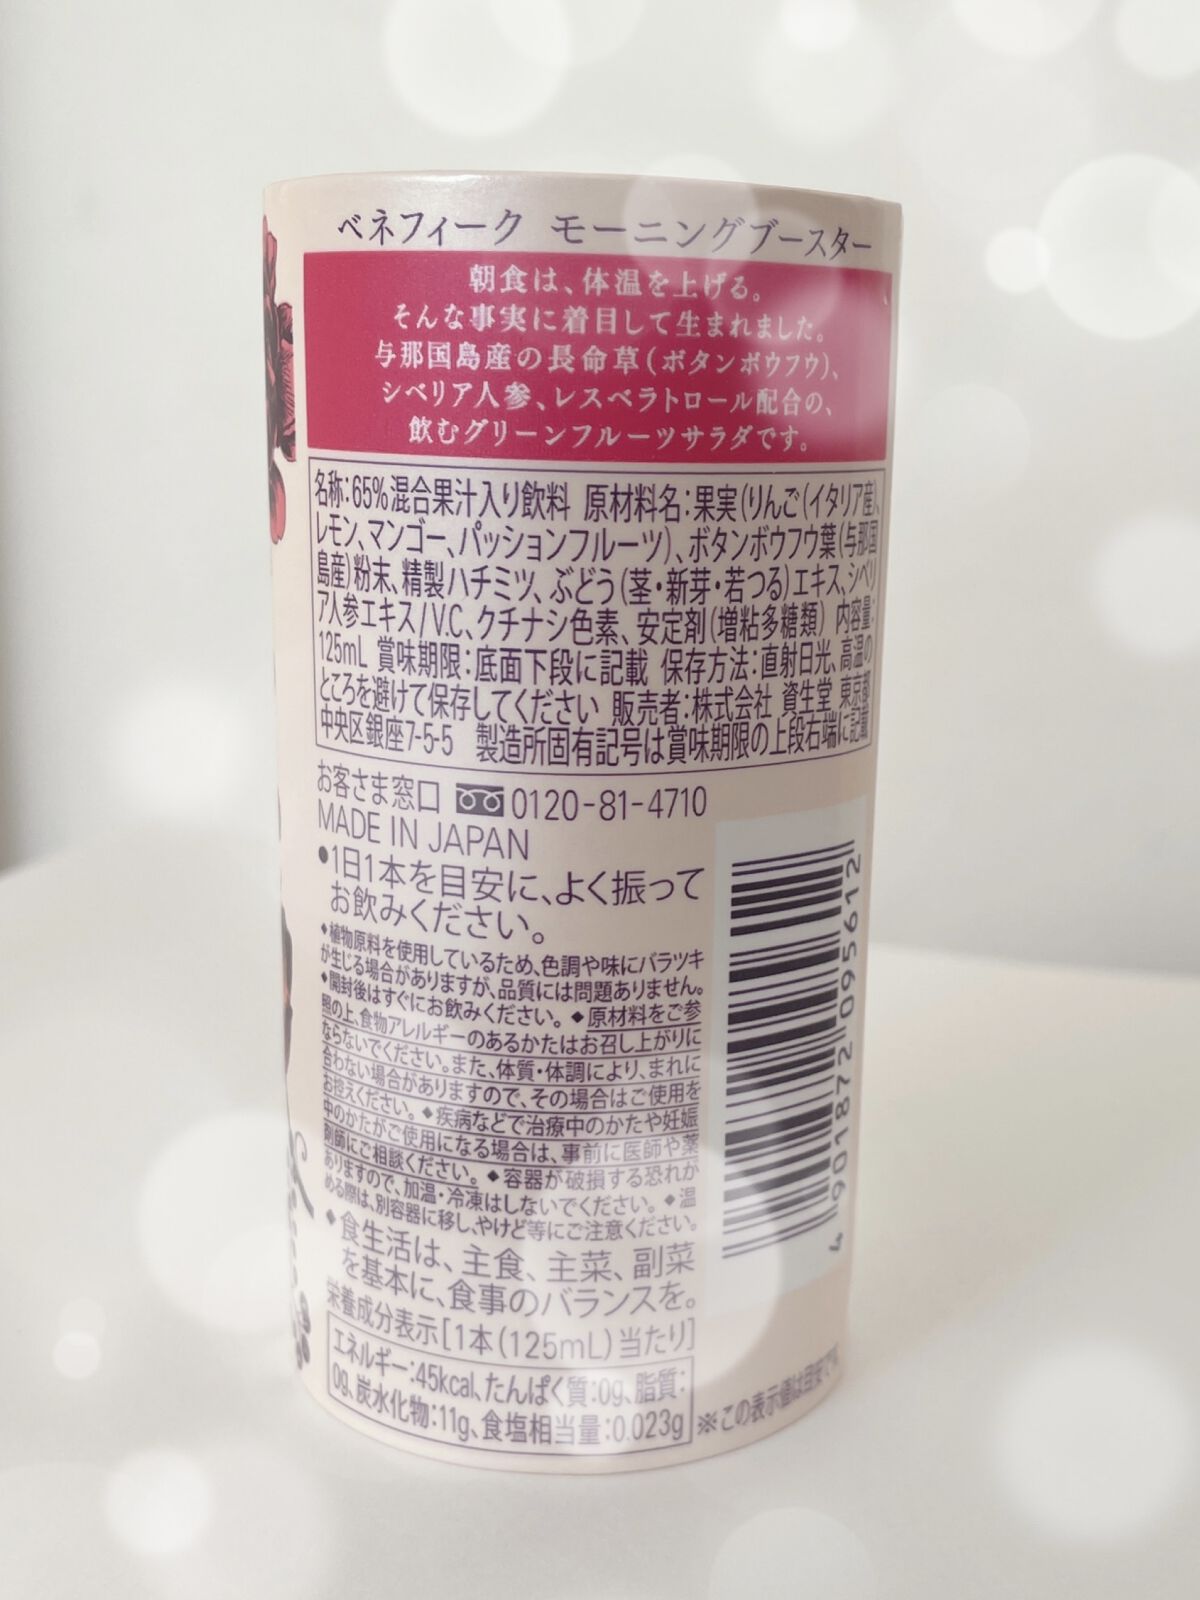 ベネフィーク モーニングブースター
朝食は、体温を上げる。
そんな事実に着目して生まれました。
与那国島産の長命草(ボタンボウフウ)、
シベリア人参、レスベラトロール配合の、
飲むグリーンフルーツサラダです。
名称:65%混合果汁入り飲料 原材料名:果実(りんご(イタリア産)、
レモン、マンゴー、パッションフルーツ)、ボタンボウフウ葉(与那国
島産)粉末、精製ハチミツ、ぶどう(茎・新芽・若つる)エキス、シベリ
ア人参エキス/V.C、クチナシ色素、安定剤(増粘多糖類) 内容量:
125mL 賞味期限:底面下段に記載 保存方法:直射日光、高温の
ところを避けて保存してください 販売者:株式会社 資生堂 東京都
中央区銀座7-5-5 製造所固有記号は賞味期限の上段右端に記載
お客さま窓口 0120-81-4710
MADE IN JAPAN
●1日1本を目安に、よく振って
お飲みください。
◆植物原料を使用しているため、色調や味にバラツキ
が生じる場合がありますが、品質には問題ありません。
◆開封後はすぐにお飲みください。◆原材料をご参
照の上、食物アレルギーのあるかたはお召し上がりに
ならないでください。また、体質・体調により、まれに
合わない場合がありますので、その場合はご使用を
お控えください。◆疾病などで治療中のかたや妊娠
中のかたがご使用になる場合は、事前に医師や薬
剤師にご相談ください。◆容器が破損する恐れが
ありますので、加温・冷凍はしないでください。◆温
める際は、別容器に移し、やけど等にご注意ください。
◆食生活は、主食、主菜、副菜
を基本に、食事のバランスを。
栄養成分表示[1本(125mL)当たり]
エネルギー:45kcal、たんぱく質:0g、脂質:
0g、炭水化物:11g、食塩相当量:0.023g
※この表示値は目安です。
4 901872 095612